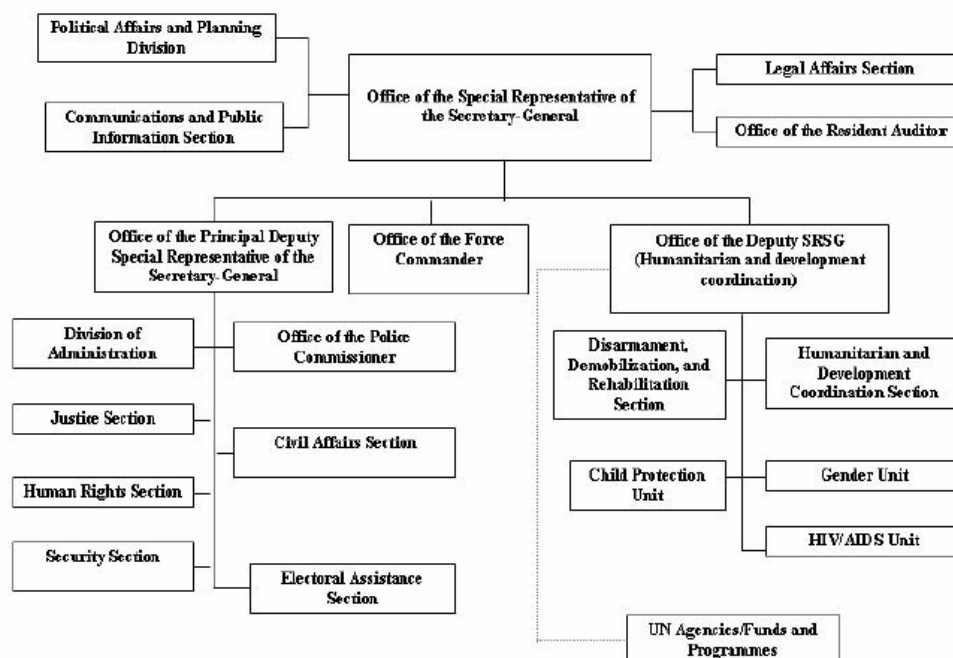 Political Affairs and Planning
Division
Communications and Public
Information Section
Office of the Special Representative of
the Secretary-General
Legal Affairs Section
Office of the Resident Auditor
Office of the Principal Deputy
Special Representative of the
Secretary-General
Office of the Force
Commander
Office of the Deputy SRSG
(Humanitarian and development
coordination)
Division of
Administration
Office of the Police
Commissioner
Justice Section
Civil Affairs Section
Human Rights Section
Security Section
Electoral Assistance
Section
Disarmament,
Demobilization, and
Rehabilitation
Section
Humanitarian and
Development
Coordination Section
Child Protection
Unit
Gender Unit
HIV/AIDS Unit
UN Agencies/Funds and
Programmes